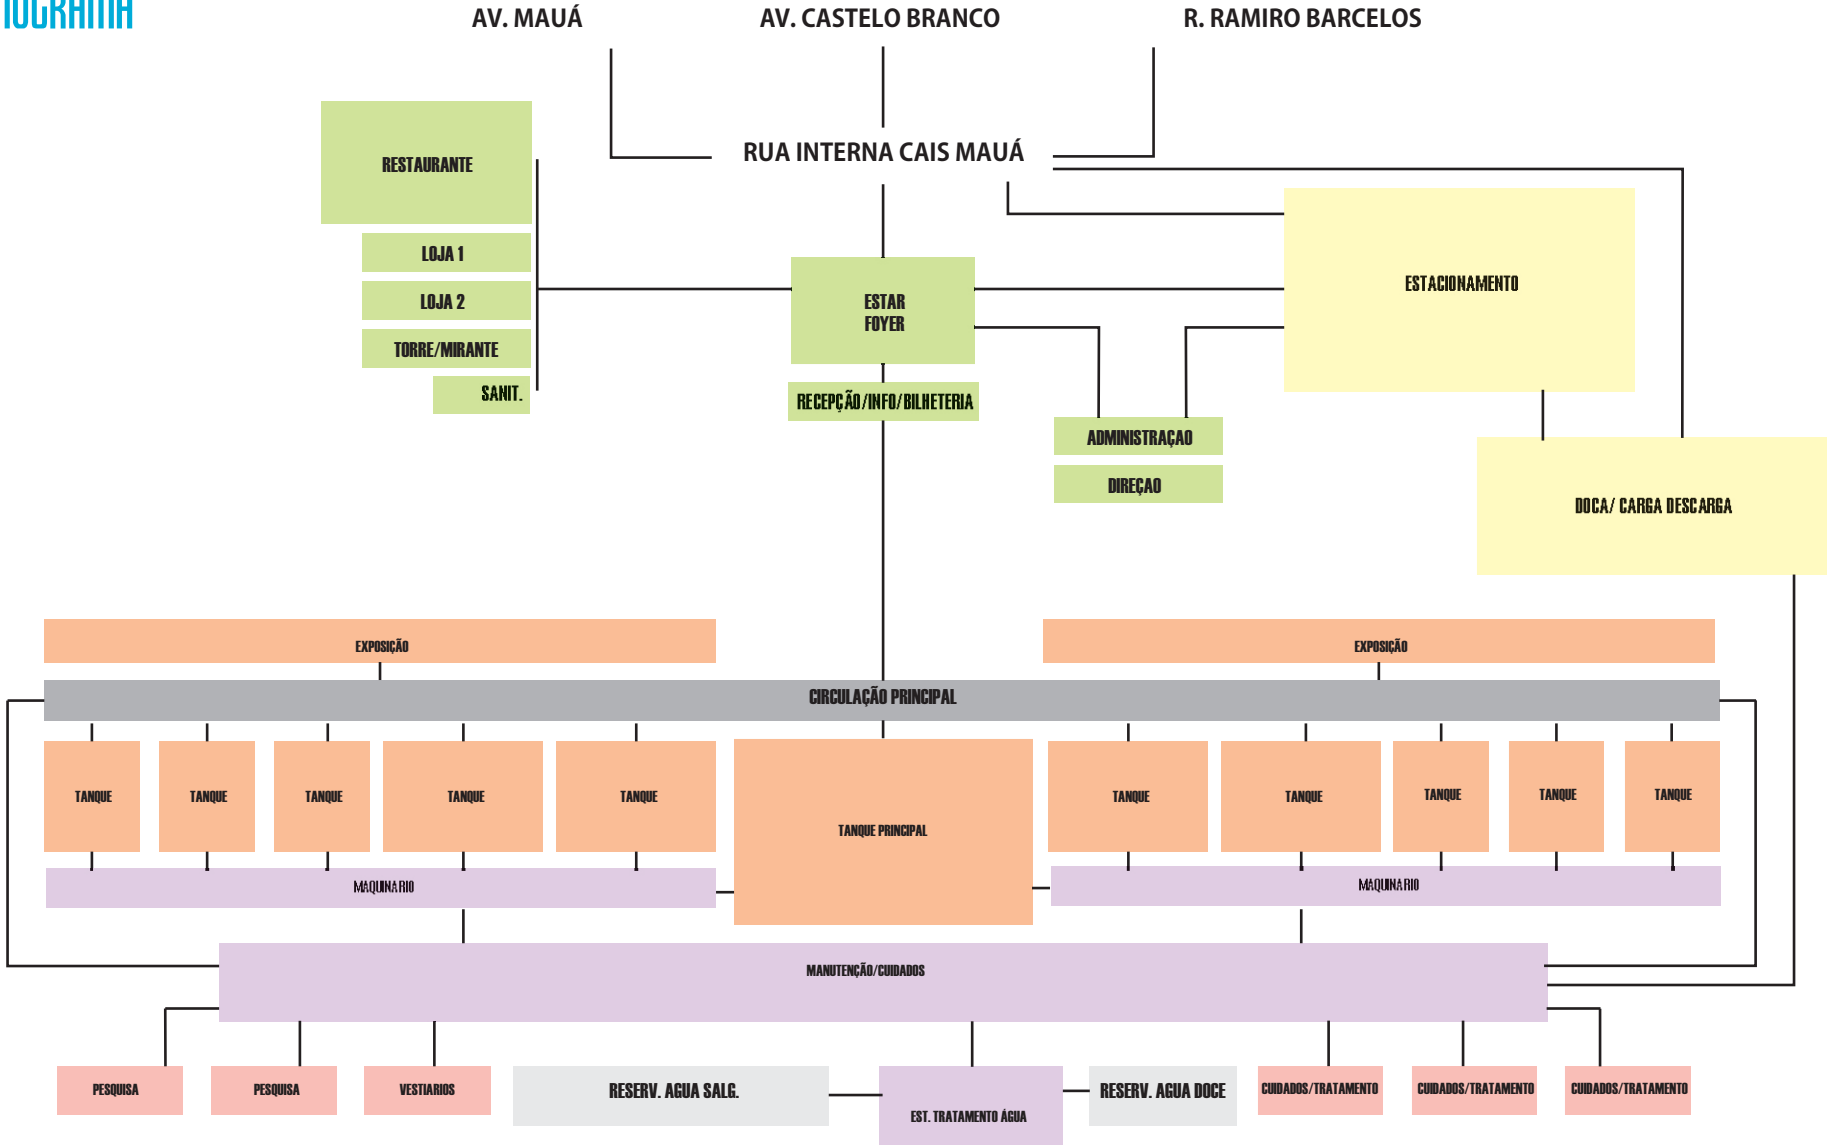 AV. MAUÁ
AV. CASTELO BRANCO
R. RAMIRO BARCELOS
RUA INTERNA CAIS MAUÁ
RESTAURANTE
LOJA 1
LOJA 2
TORRE/MIRANTE
SANIT.
ESTAR
FOYER
RECEPÇÃO/INFO/BILHETERIA
ESTACIONAMENTO
ADMINISTRAÇAO
DIREÇAO
DOCA/ CARGA DESCARGA
EXPOSIÇÃO
EXPOSIÇÃO
CIRCULAÇÃO PRINCIPAL
TANQUE
TANQUE
TANQUE
TANQUE
TANQUE
TANQUE PRINCIPAL
TANQUE
TANQUE
TANQUE
TANQUE
TANQUE
MAQUINARIO
MAQUINARIO
MANUTENÇÃO/CUIDADOS
PESQUISA
PESQUISA
VESTIARIOS
RESERV. AGUA SALG.
EST. TRATAMENTO ÁGUA
RESERV. AGUA DOCE
CUIDADOS/TRATAMENTO
CUIDADOS/TRATAMENTO
CUIDADOS/TRATAMENTO